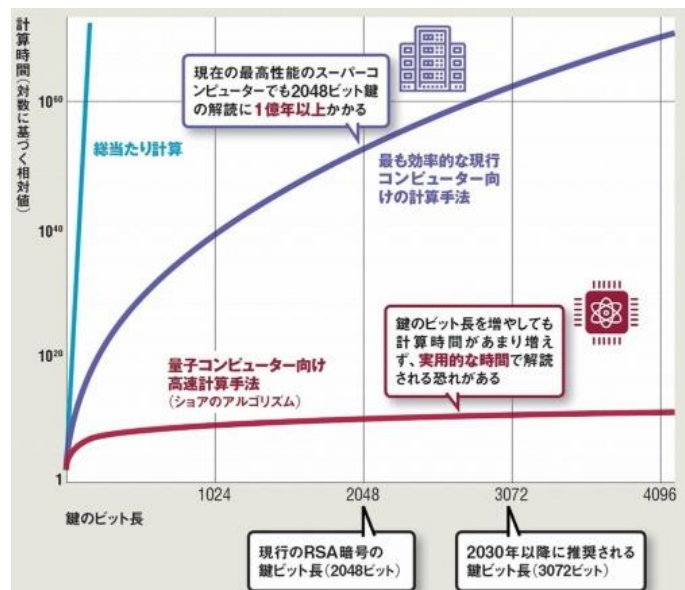 計算時間(対数に基づく相対値)
10⁶⁰
10⁴⁰
10²⁰
1
現在の最高性能のスーパーコ
ンピューターでも2048ビット鍵
の解読に1億年以上かかる
総当たり計算
最も効率的な現行
コンピューター向
けの計算手法
鍵のビット長を増やしても
計算時間があまり増え
ず、実用的な時間で解読
される恐れがある
量子コンピューター向け
高速計算手法
(ショアのアルゴリズム)
1024
2048
3072
4096
鍵のビット長
現行のRSA暗号の
鍵ビット長(2048ビット)
2030年以降に推奨される
鍵ビット長(3072ビット)